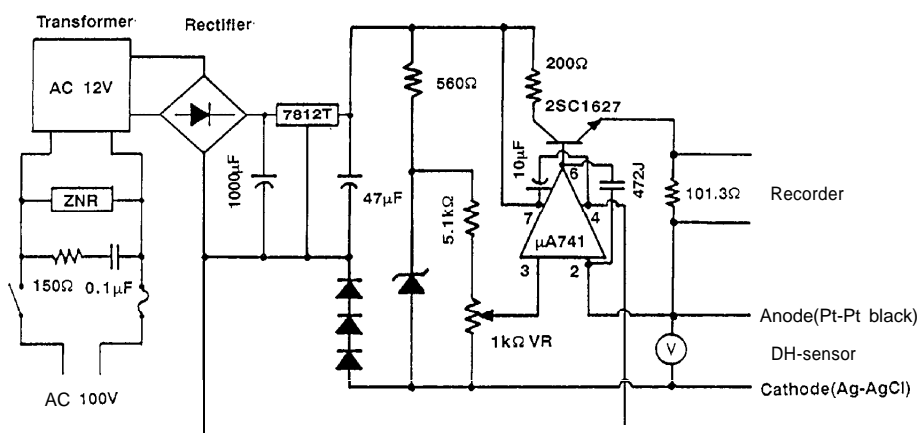 Transformer
Rectifier
AC 12V
7812T
ZNR
150Ω
0.1μF
AC 100V
1000μF
47μF
560Ω
5.1kΩ
1kΩ VR
200Ω
2SC1627
10μF
6
472J
7
4
μA741
3
2
101.3Ω
Recorder
Anode(Pt-Pt black)
V
DH-sensor
Cathode(Ag-AgCl)